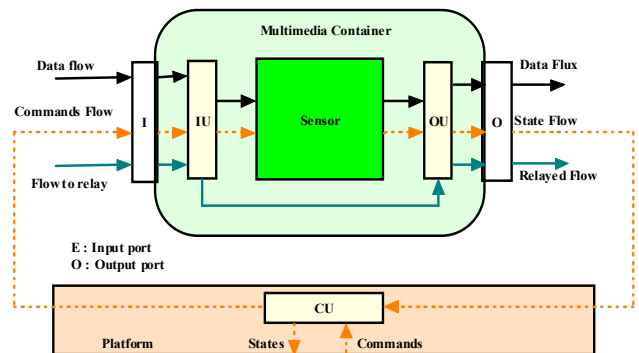 Multimedia Container
Data flow
Data Flux
Commands Flow
I
IU
Sensor
OU
O
State Flow
Flow to relay
Relayed Flow
E : Input port
O : Output port
CU
Platform
States
Commands